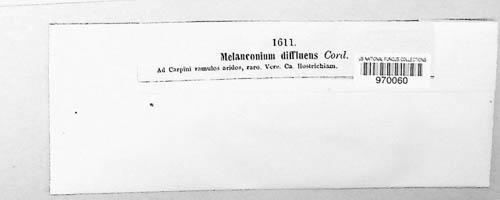 1611.
Melanconium diffluens Cord.
Ad Carpini ramulos aridos, raro. Vere. Ca. Hostrichiam.
US NATIONAL FUNGUS COLLECTIONS
970060